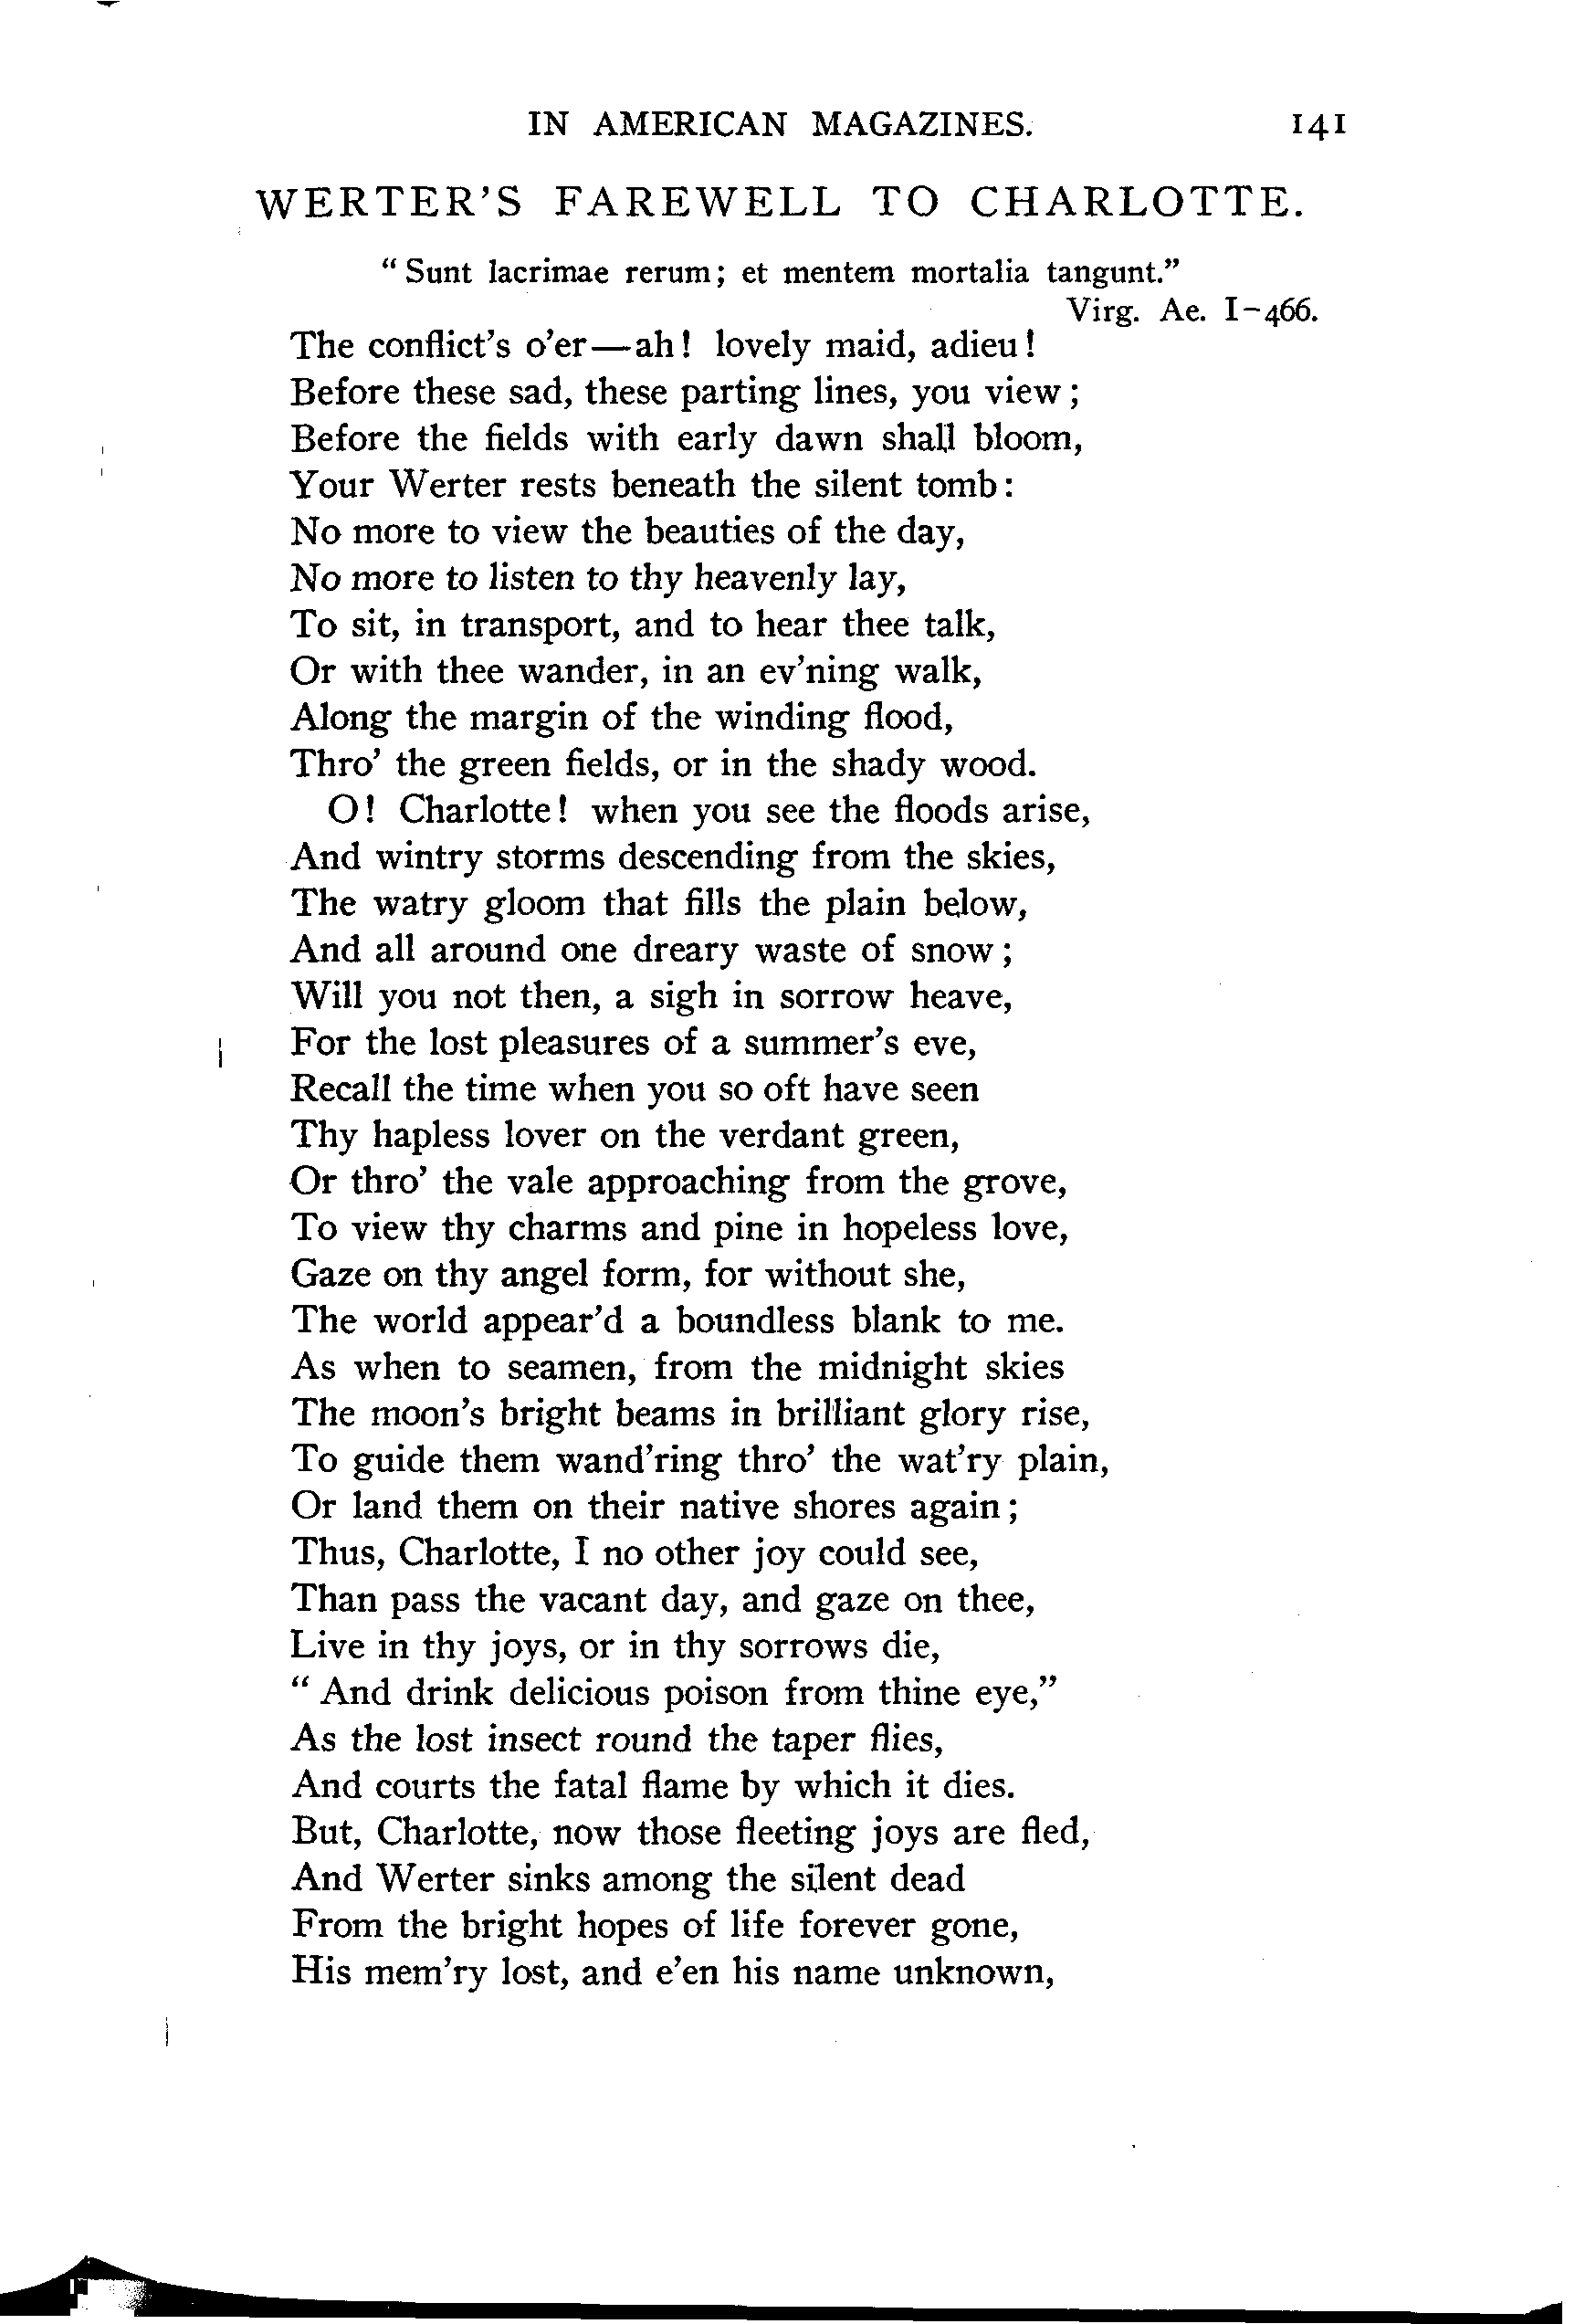 IN AMERICAN MAGAZINES. 141
WERTER'S FAREWELL TO CHARLOTTE.
"Sunt lacrimae rerum; et mentem mortalia tangunt."
Virg. Ae. I-466.
The conflict's o'er—ah! lovely maid, adieu!
Before these sad, these parting lines, you view;
Before the fields with early dawn shall bloom,
Your Werter rests beneath the silent tomb:
No more to view the beauties of the day,
No more to listen to thy heavenly lay,
To sit, in transport, and to hear thee talk,
Or with thee wander, in an ev'ning walk,
Along the margin of the winding flood,
Thro' the green fields, or in the shady wood.
O! Charlotte! when you see the floods arise,
And wintry storms descending from the skies,
The watry gloom that fills the plain below,
And all around one dreary waste of snow;
Will you not then, a sigh in sorrow heave,
For the lost pleasures of a summer's eve,
Recall the time when you so oft have seen
Thy hapless lover on the verdant green,
Or thro' the vale approaching from the grove,
To view thy charms and pine in hopeless love,
Gaze on thy angel form, for without she,
The world appear'd a boundless blank to me.
As when to seamen, from the midnight skies
The moon's bright beams in brilliant glory rise,
To guide them wand'ring thro' the wat'ry plain,
Or land them on their native shores again;
Thus, Charlotte, I no other joy could see,
Than pass the vacant day, and gaze on thee,
Live in thy joys, or in thy sorrows die,
"And drink delicious poison from thine eye,"
As the lost insect round the taper flies,
And courts the fatal flame by which it dies.
But, Charlotte, now those fleeting joys are fled,
And Werter sinks among the silent dead
From the bright hopes of life forever gone,
His mem'ry lost, and e'en his name unknown,